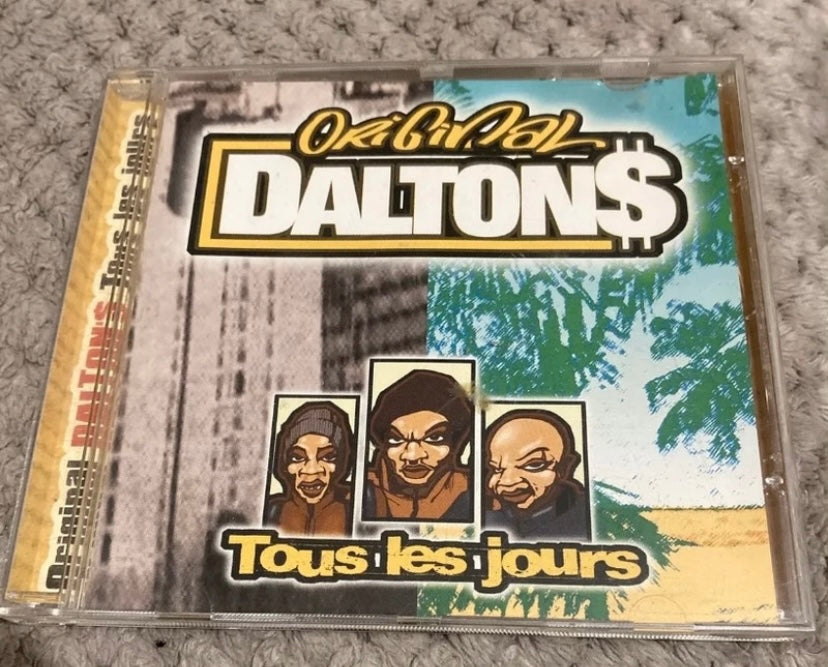 ORiGiNAL
DALTON$
Tous les jours
Original DALTON$ Tous les jours